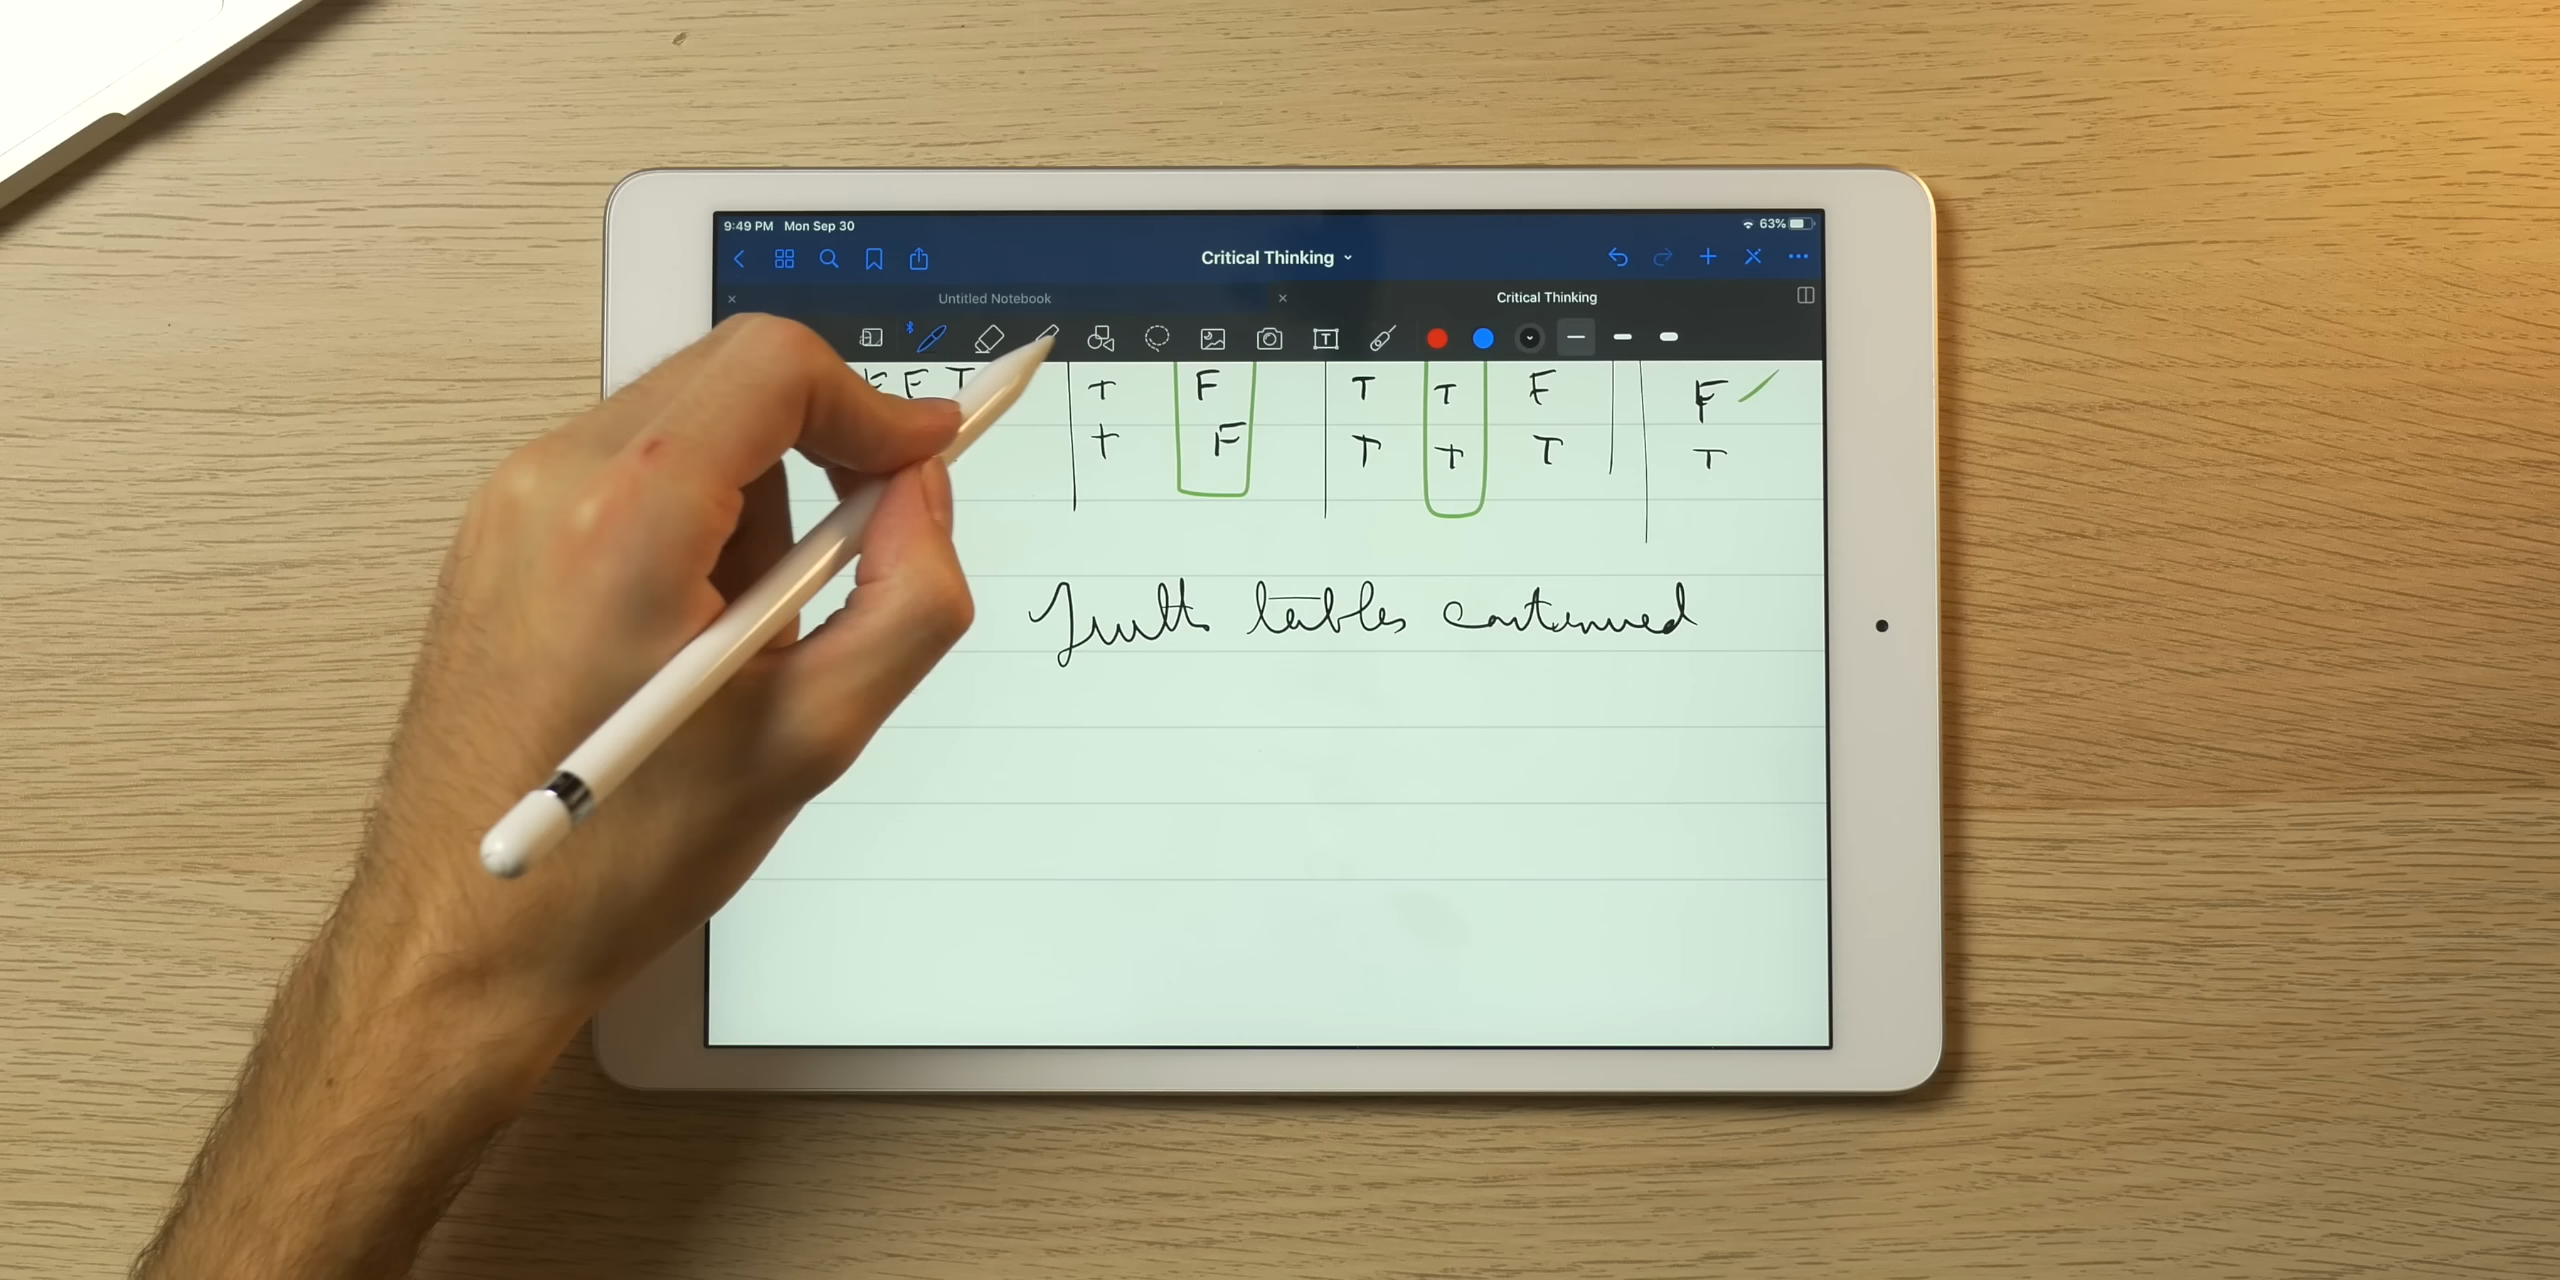 9:49 PM Mon Sep 30 63%
Critical Thinking
Untitled Notebook Critical Thinking
T
F F T T F T T F F
T F T T T T
Truth tables continued